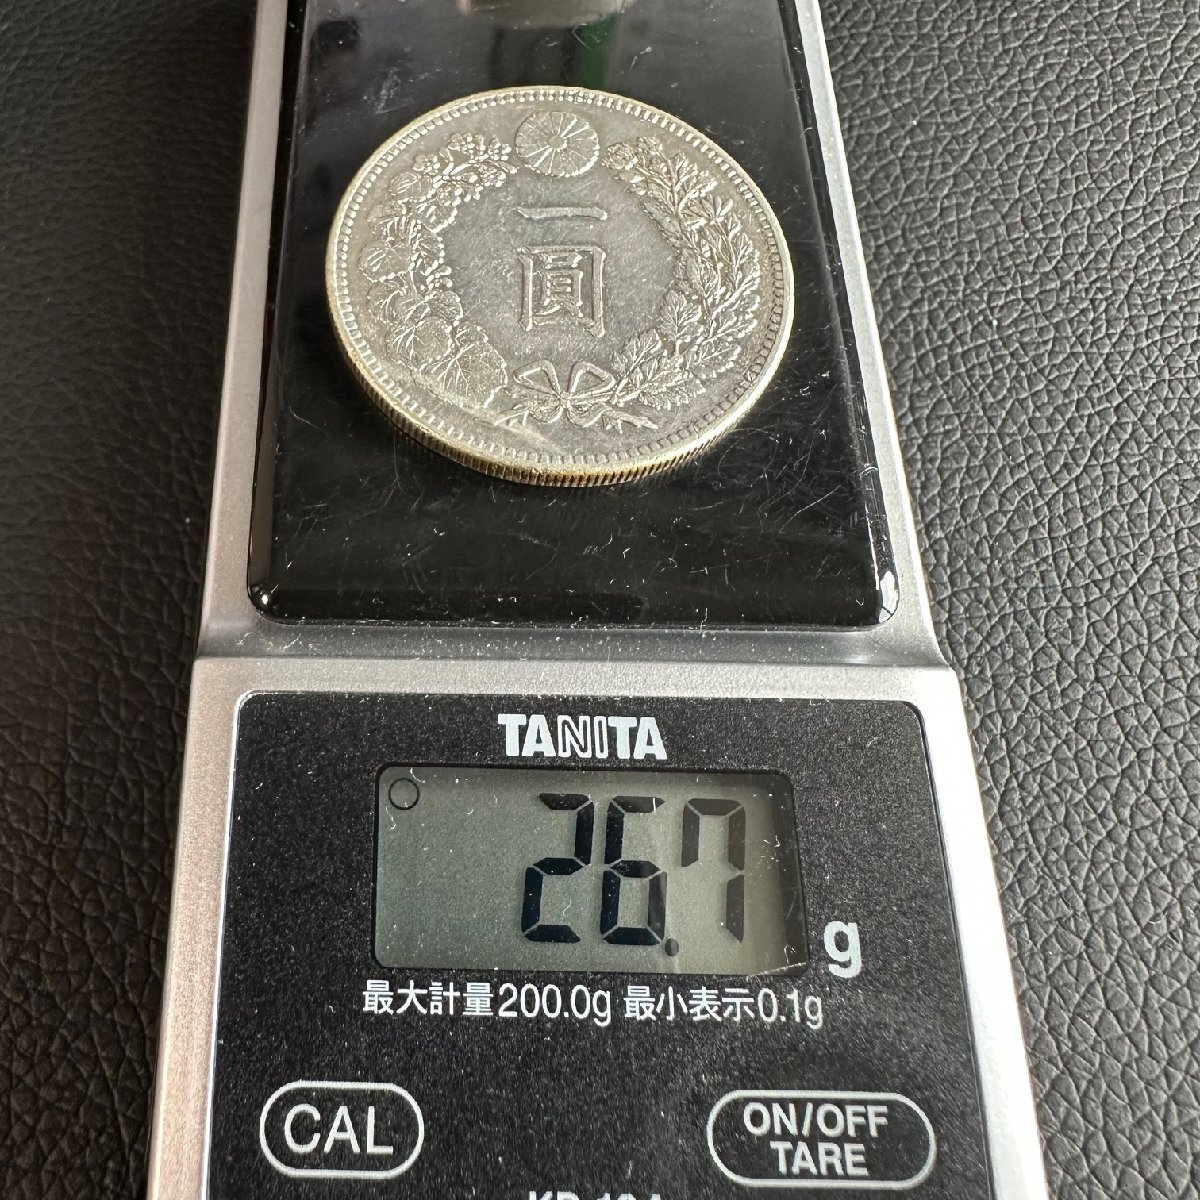 一
圓
TANITA
26.7
g
最大計量200.0g 最小表示0.1g
CAL
ON/OFF
TARE